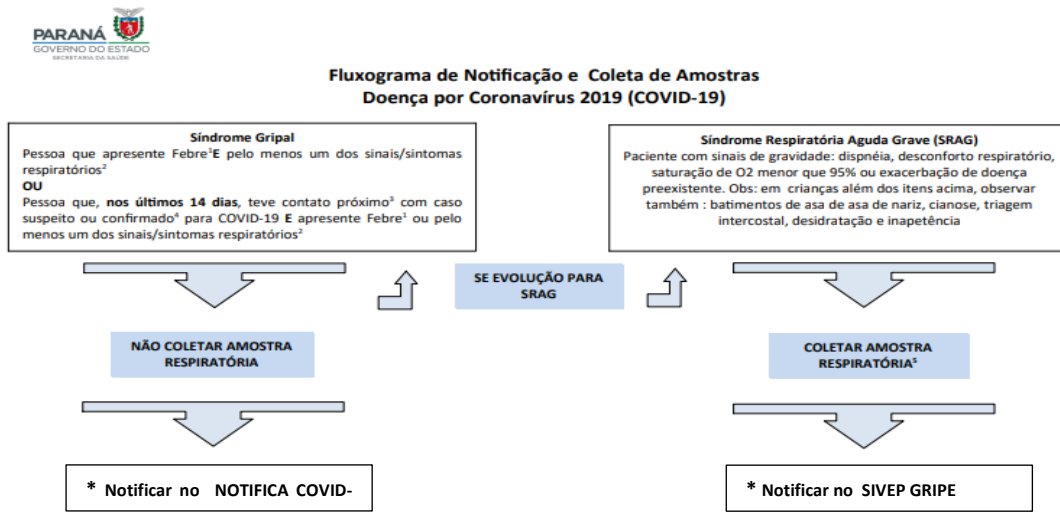 PARANÁ
GOVERNO DO ESTADO
SECRETARIA DA SAÚDE
Fluxograma de Notificação e Coleta de Amostras
Doença por Coronavírus 2019 (COVID-19)
Síndrome Gripal
Pessoa que apresente Febre¹E pelo menos um dos sinais/sintomas
respiratórios²
OU
Pessoa que, nos últimos 14 dias, teve contato próximo³ com caso
suspeito ou confirmado⁴ para COVID-19 E apresente Febre¹ ou pelo
menos um dos sinais/sintomas respiratórios²
Síndrome Respiratória Aguda Grave (SRAG)
Paciente com sinais de gravidade: dispnéia, desconforto respiratório,
saturação de O2 menor que 95% ou exacerbação de doença
preexistente. Obs: em crianças além dos itens acima, observar
também : batimentos de asa de asa de nariz, cianose, triagem
intercostal, desidratação e inapetência
SE EVOLUÇÃO PARA
SRAG
NÃO COLETAR AMOSTRA
RESPIRATÓRIA
COLETAR AMOSTRA
RESPIRATÓRIA⁵
* Notificar no NOTIFICA COVID-
* Notificar no SIVEP GRIPE